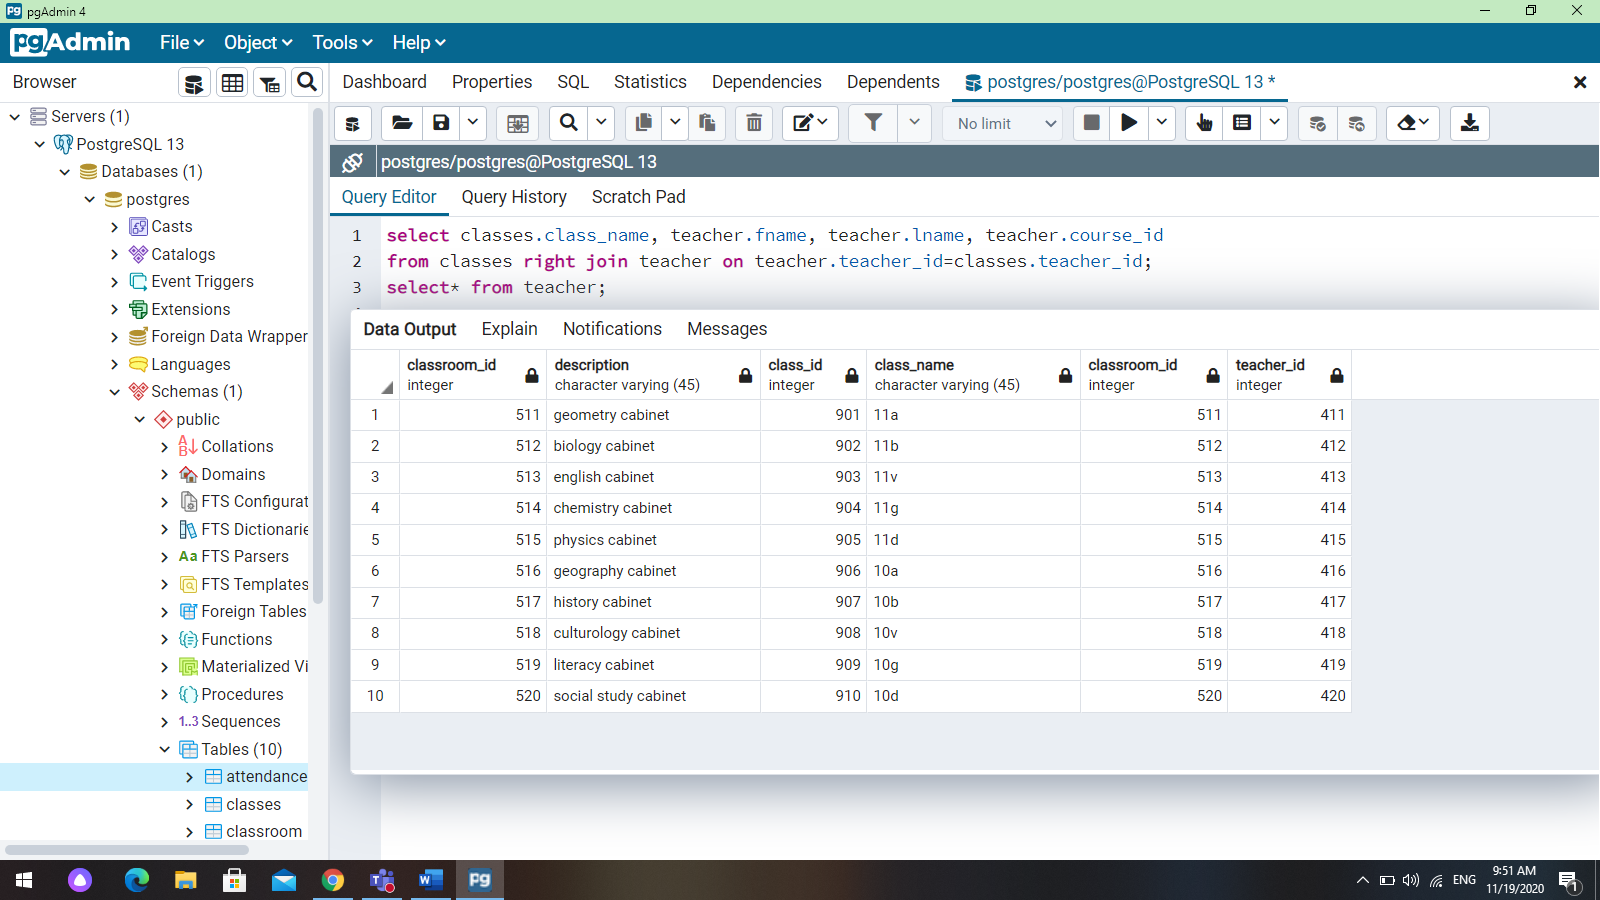 pgAdmin 4
pgAdmin File Object Tools Help
Browser
Dashboard Properties SQL Statistics Dependencies Dependents postgres/postgres@PostgreSQL 13 *
No limit
postgres/postgres@PostgreSQL 13
Query Editor Query History Scratch Pad
1 select classes.class_name, teacher.fname, teacher.lname, teacher.course_id
2 from classes right join teacher on teacher.teacher_id=classes.teacher_id;
3 select* from teacher;
Servers (1)
PostgreSQL 13
Databases (1)
postgres
Casts
Catalogs
Event Triggers
Extensions
Foreign Data Wrapper
Languages
Schemas (1)
public
Collations
Domains
FTS Configurat
FTS Dictionarie
Aa FTS Parsers
FTS Templates
Foreign Tables
Functions
Materialized Vi
Procedures
1..3 Sequences
Tables (10)
attendance
classes
classroom
Data Output Explain Notifications Messages
classroom_id description class_id class_name classroom_id teacher_id
integer character varying (45) integer character varying (45) integer integer
1 511 geometry cabinet 901 11a 511 411
2 512 biology cabinet 902 11b 512 412
3 513 english cabinet 903 11v 513 413
4 514 chemistry cabinet 904 11g 514 414
5 515 physics cabinet 905 11d 515 415
6 516 geography cabinet 906 10a 516 416
7 517 history cabinet 907 10b 517 417
8 518 culturology cabinet 908 10v 518 418
9 519 literacy cabinet 909 10g 519 419
10 520 social study cabinet 910 10d 520 420
ENG 9:51 AM
11/19/2020
1